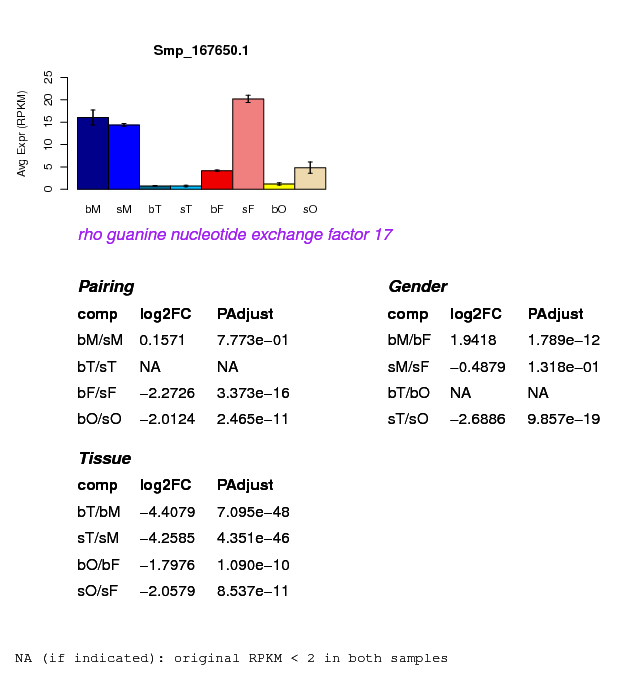 Smp_167650.1
Avg Expr (RPKM)
25
20
15
10
5
0
bM sM bT sT bF sF bO sO
rho guanine nucleotide exchange factor 17
Pairing
comp log2FC PAdjust
bM/sM 0.1571 7.773e−01
bT/sT NA NA
bF/sF −2.2726 3.373e−16
bO/sO −2.0124 2.465e−11
Gender
comp log2FC PAdjust
bM/bF 1.9418 1.789e−12
sM/sF −0.4879 1.318e−01
bT/bO NA NA
sT/sO −2.6886 9.857e−19
Tissue
comp log2FC PAdjust
bT/bM −4.4079 7.095e−48
sT/sM −4.2585 4.351e−46
bO/bF −1.7976 1.090e−10
sO/sF −2.0579 8.537e−11
NA (if indicated): original RPKM < 2 in both samples